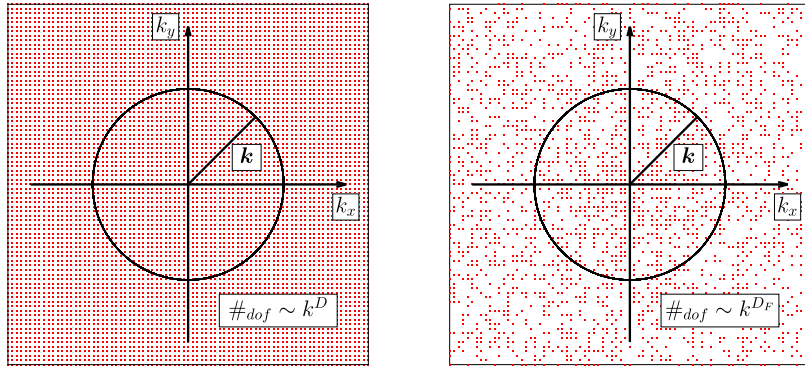 k_y
k
k_x
#_{dof} ∼ k^D
k_y
k
k_x
#_{dof} ∼ k^{D_F}